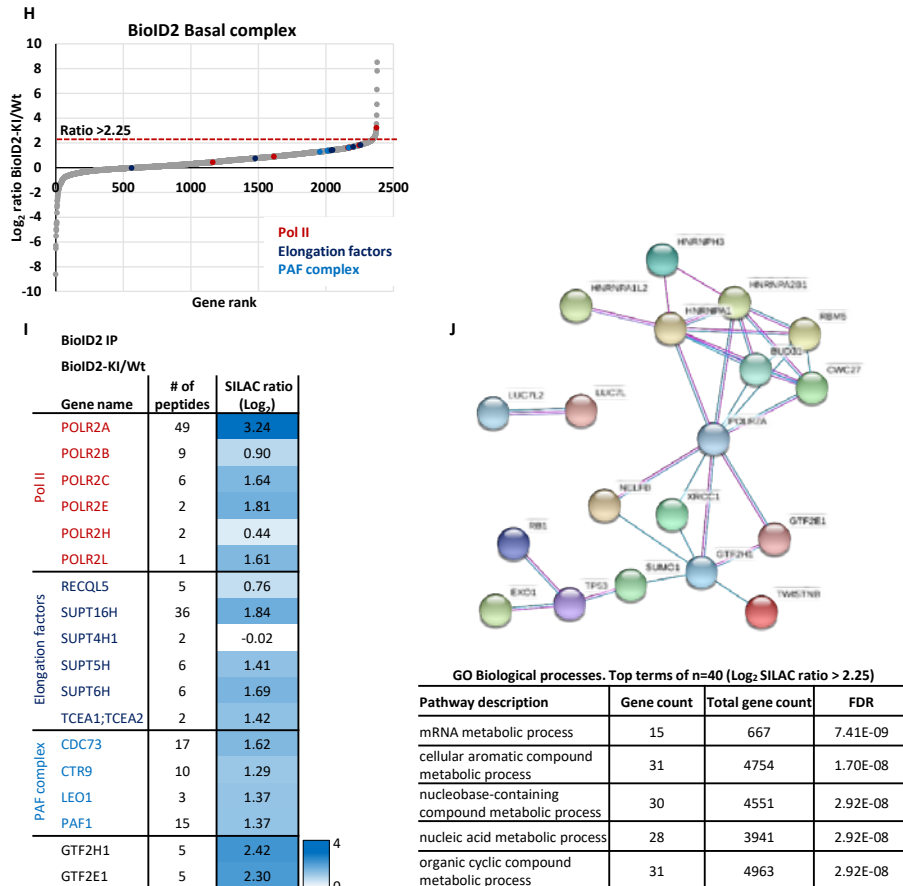 H
BioID2 Basal complex
Log2 ratio BioID2-KI/Wt
10
8
6
4
2
0
-2
-4
-6
-8
-10
Ratio >2.25
0 500 1000 1500 2000 2500
Pol II
Elongation factors
PAF complex
Gene rank
I
BioID2 IP
BioID2-KI/Wt
Gene name # of peptides SILAC ratio (Log2)
Pol II
POLR2A 49 3.24
POLR2B 9 0.90
POLR2C 6 1.64
POLR2E 2 1.81
POLR2H 2 0.44
POLR2L 1 1.61
Elongation factors
RECQL5 5 0.76
SUPT16H 36 1.84
SUPT4H1 2 -0.02
SUPT5H 6 1.41
SUPT6H 6 1.69
TCEA1;TCEA2 2 1.42
PAF complex
CDC73 17 1.62
CTR9 10 1.29
LEO1 3 1.37
PAF1 15 1.37
GTF2H1 5 2.42
GTF2E1 5 2.30
4
0
J
HNRNPH3
HNRNPA1L2
HNRNPA2B1
HNRNPA1
RBM5
BUD31
CWC27
LUC7L2
LUC7L
POLR2A
NELFB
XRCC1
GTF2E1
RB1
GTF2H1
SUMO1
EXO1
TP53
TWISTNB
GO Biological processes. Top terms of n=40 (Log2 SILAC ratio > 2.25)
Pathway description Gene count Total gene count FDR
mRNA metabolic process 15 667 7.41E-09
cellular aromatic compound
metabolic process 31 4754 1.70E-08
nucleobase-containing
compound metabolic process 30 4551 2.92E-08
nucleic acid metabolic process 28 3941 2.92E-08
organic cyclic compound
metabolic process 31 4963 2.92E-08